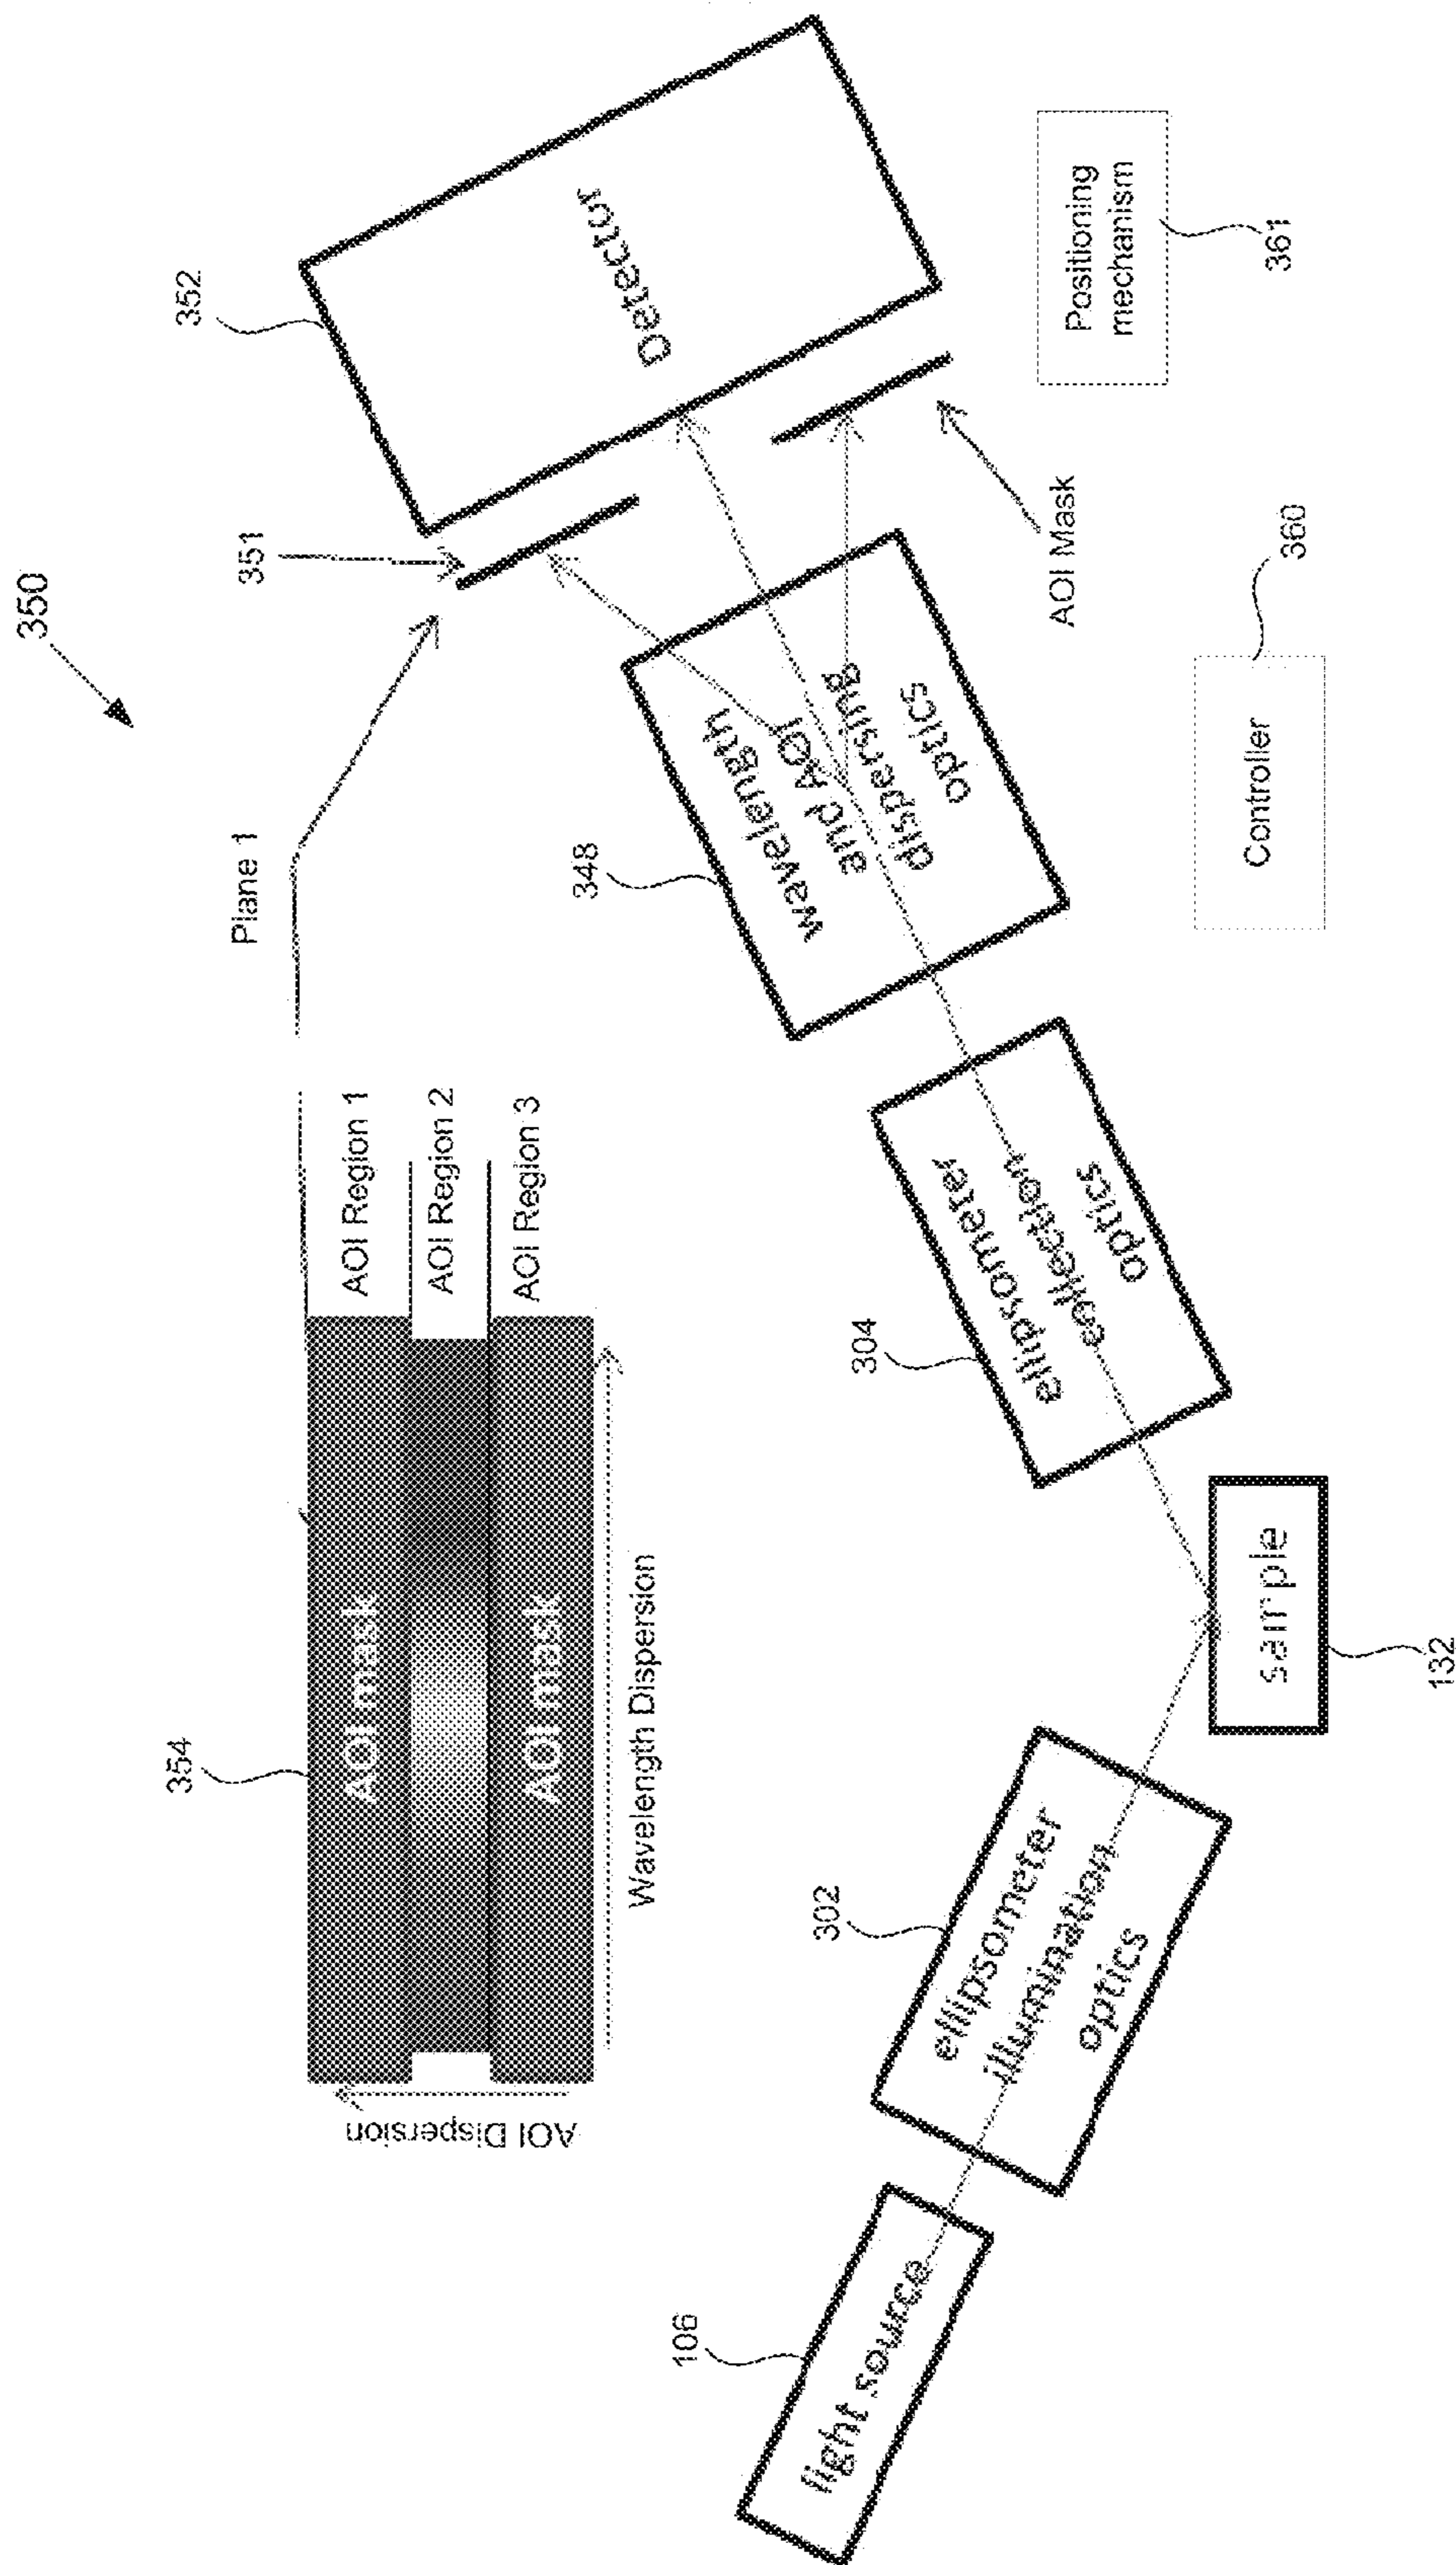 350
Plane 1
351
352
Detector
354
AOI mask
AOI mask
AOI Region 1
AOI Region 2
AOI Region 3
AOI Dispersion
Wavelength Dispersion
106
light source
302
ellipsometer
illumination
optics
sample
132
304
ellipsometer
collection
optics
348
wavelength
and AOI
dispersing
optics
AOI Mask
Controller
360
Positioning
mechanism
361